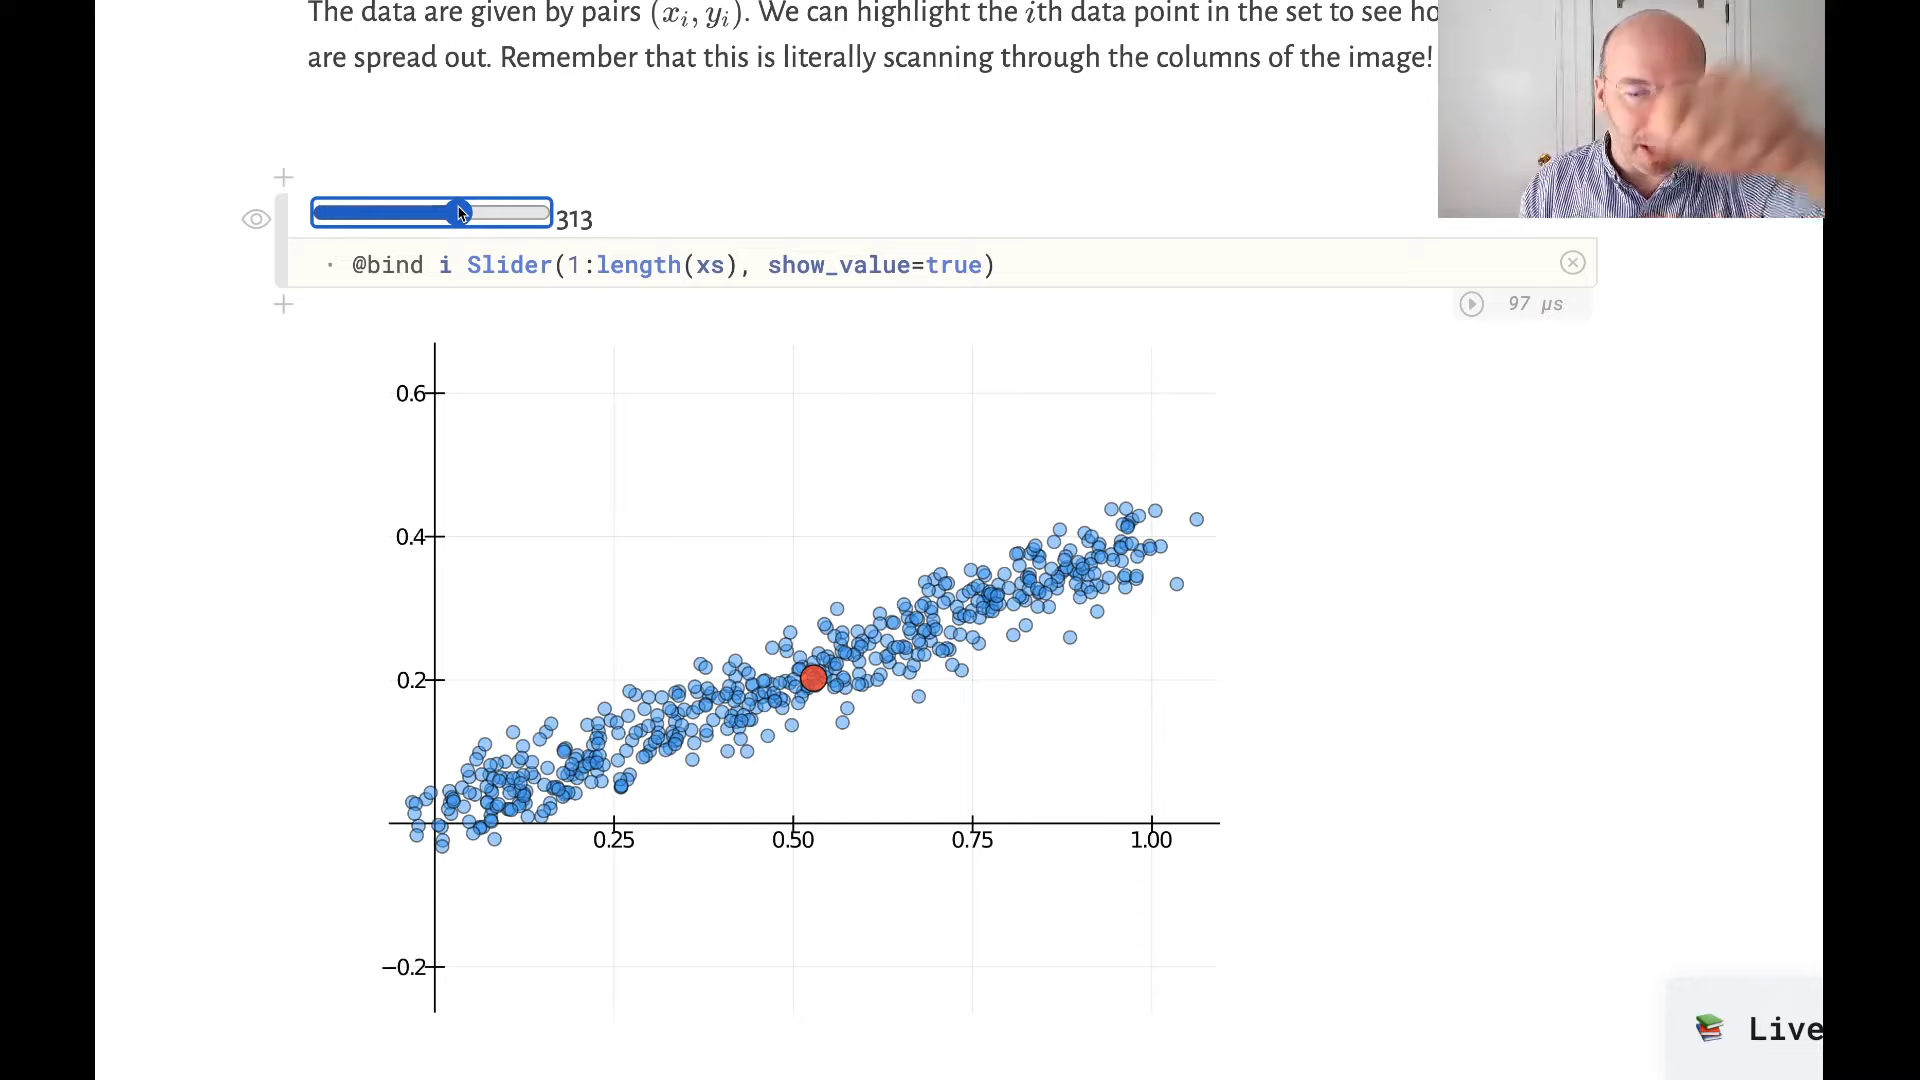 The data are given by pairs (xᵢ, yᵢ). We can highlight the ith data point in the set to see
are spread out. Remember that this is literally scanning through the columns of the image!
313
@bind i Slider(1:length(xs), show_value=true)
97 μs
0.6
0.4
0.2
0.25 0.50 0.75 1.00
−0.2
Live